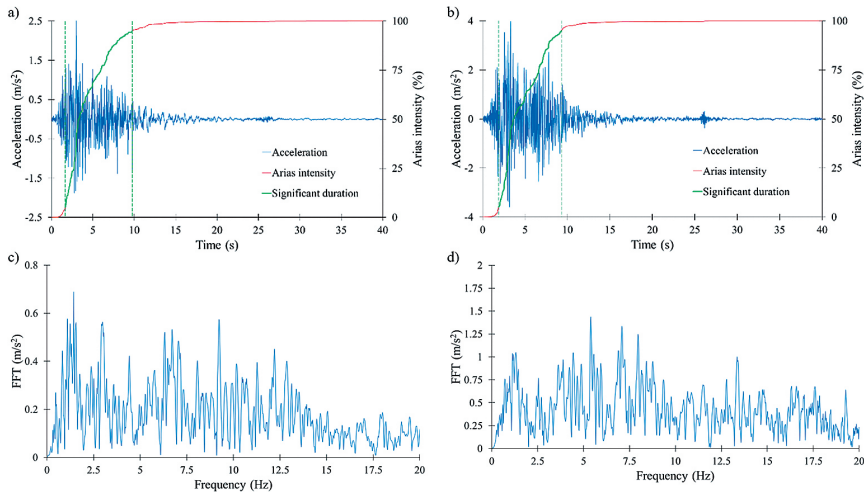 a)
2.5
1.5
0.5
-0.5
-1.5
-2.5
Acceleration (m/s²)
100
75
50
25
0
Arias intensity (%)
Acceleration
Arias intensity
Significant duration
0 5 10 15 20 25 30 35 40
Time (s)
b)
4
2
0
-2
-4
Acceleration (m/s²)
100
75
50
25
0
Arias intensity (%)
Acceleration
Arias intensity
Significant duration
0 5 10 15 20 25 30 35 40
Time (s)
c)
0.8
0.6
0.4
0.2
0
FFT (m/s²)
0 2.5 5 7.5 10 12.5 15 17.5 20
Frequency (Hz)
d)
2
1.75
1.5
1.25
1
0.75
0.5
0.25
0
FFT (m/s²)
0 2.5 5 7.5 10 12.5 15 17.5 20
Frequency (Hz)